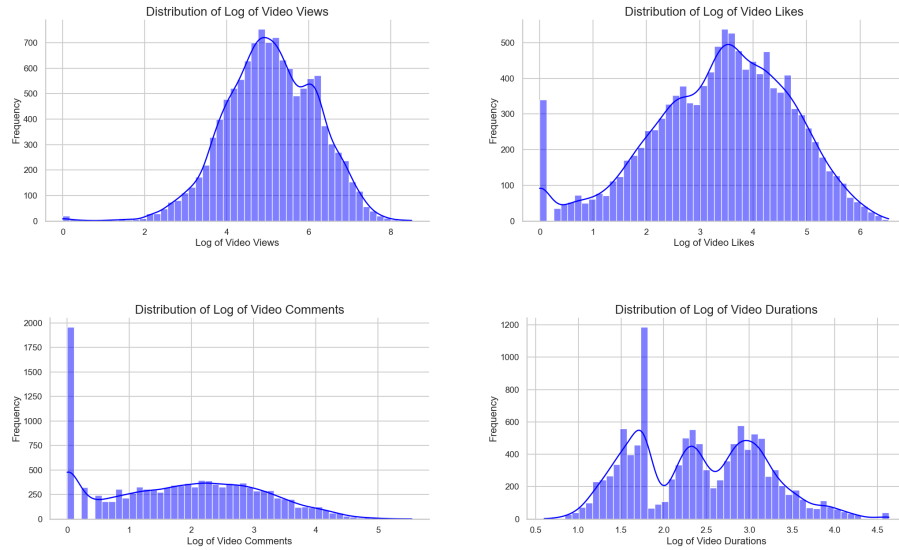 Distribution of Log of Video Views
Frequency
700
600
500
400
300
200
100
0
0 2 4 6 8
Log of Video Views
Distribution of Log of Video Likes
Frequency
500
400
300
200
100
0
0 1 2 3 4 5 6
Log of Video Likes
Distribution of Log of Video Comments
Frequency
2000
1750
1500
1250
1000
750
500
250
0
0 1 2 3 4 5
Log of Video Comments
Distribution of Log of Video Durations
Frequency
1200
1000
800
600
400
200
0
0.5 1.0 1.5 2.0 2.5 3.0 3.5 4.0 4.5
Log of Video Durations